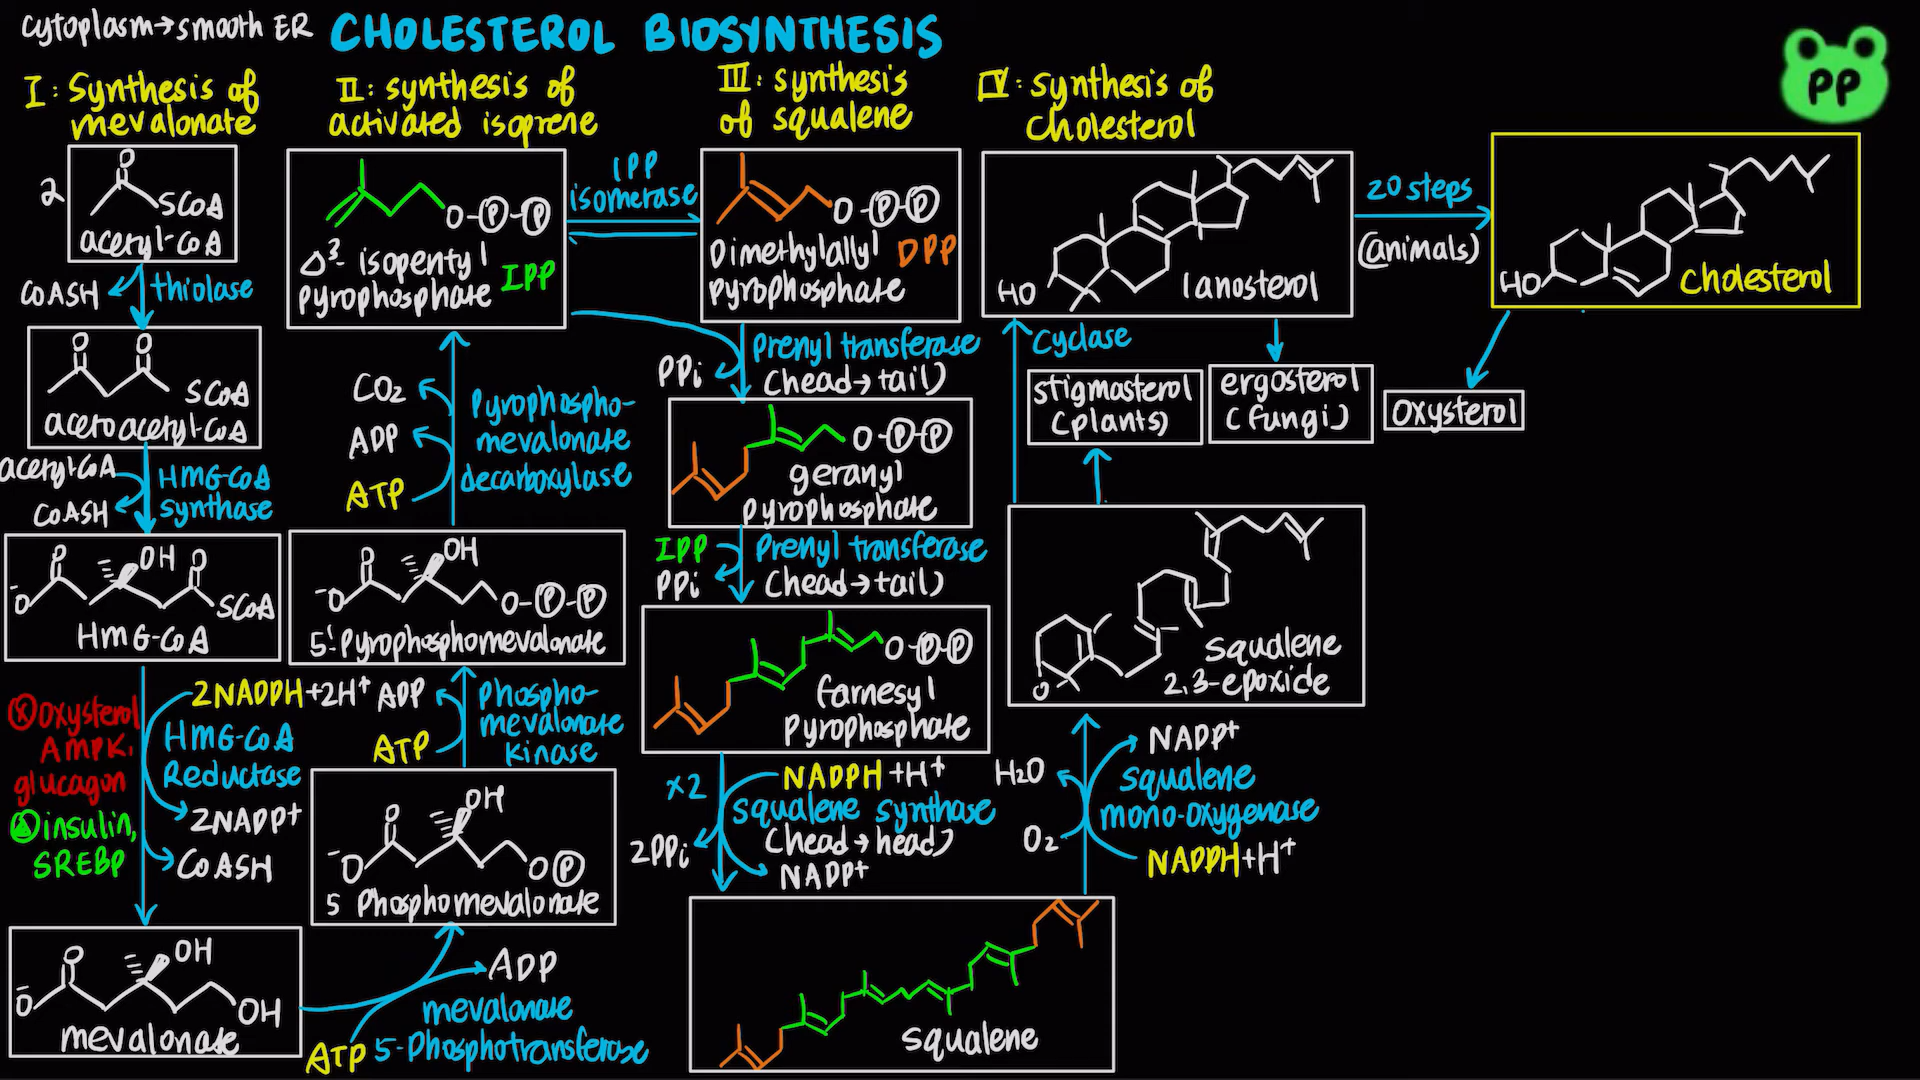 cytoplasm→smooth ER
CHOLESTEROL BIOSYNTHESIS
PP
I: Synthesis of
mevalonate
2
O
SCoA
acetyl-CoA
CoASH
thiolase
O O
SCoA
acetoacetyl-CoA
acetyl-CoA
CoASH
HMG-CoA
synthase
O OH O
⁻O SCoA
HMG-CoA
ⓧoxysterol
AMPK,
glucagon
insulin,
SREBP
2NADPH+2H⁺
HMG-CoA
Reductase
2NADP+
CoASH
O OH
⁻O OH
mevalonate
ATP
ADP
mevalonate
5-Phosphotransferase
II: synthesis of
activated isoprene
O-Ⓟ-Ⓟ
Δ³- isopentyl
pyrophosphate
IPP
CO2
ADP
ATP
Pyrophospho-
mevalonate
decarboxylase
O OH
⁻O O-Ⓟ-Ⓟ
5'-Pyrophosphomevalonate
ADP
ATP
Phospho-
mevalonate
kinase
O OH
⁻O OⓅ
5 Phosphomevalonate
IPP
isomerase
III: synthesis
of squalene
O-Ⓟ-Ⓟ
Dimethylallyl
pyrophosphate
DPP
PPi
Prenyl transferase
(head→tail)
O-Ⓟ-Ⓟ
geranyl
pyrophosphate
IPP
PPi
Prenyl transferase
(head→tail)
O-ⓅⓅ
farnesyl
Pyrophosphate
x2
NADPH+H⁺
squalene synthase
(head→head)
2PPi
NADP+
squalene
IV: synthesis of
cholesterol
HO
lanosterol
20 steps
(animals)
HO
cholesterol
Cyclase
stigmasterol
(plants)
ergosterol
(fungi)
oxysterol
O
squalene
2,3-epoxide
H2O
O2
NADP+
squalene
mono-oxygenase
NADPH+H⁺